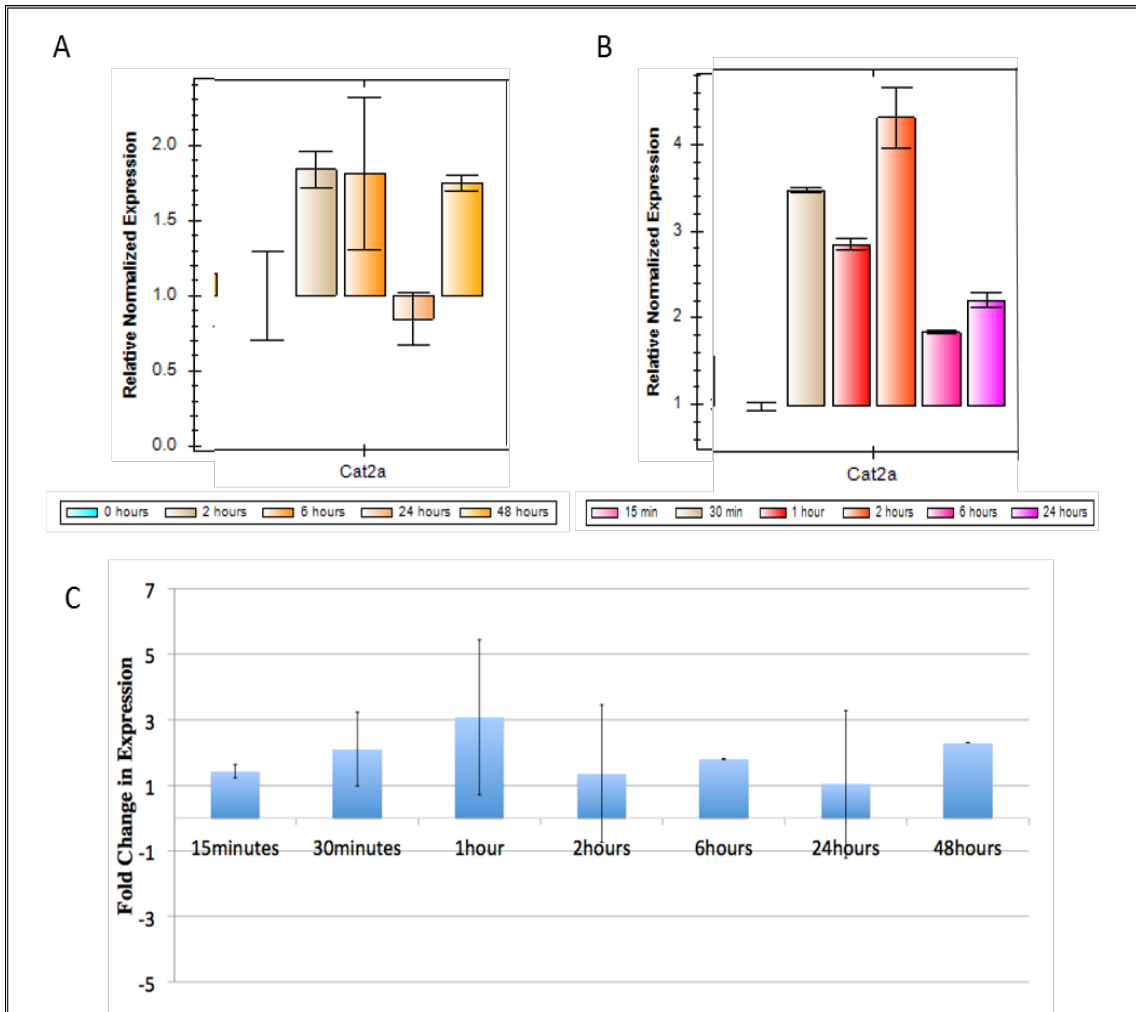 A
Relative Normalized Expression
2.0
1.5
1.0
0.5
0.0
Cat2a
0 hours 2 hours 6 hours 24 hours 48 hours
B
Relative Normalized Expression
4
3
2
1
Cat2a
15 min 30 min 1 hour 2 hours 6 hours 24 hours
C
Fold Change in Expression
7
5
3
1
-1
-3
-5
15minutes 30minutes 1hour 2hours 6hours 24hours 48hours